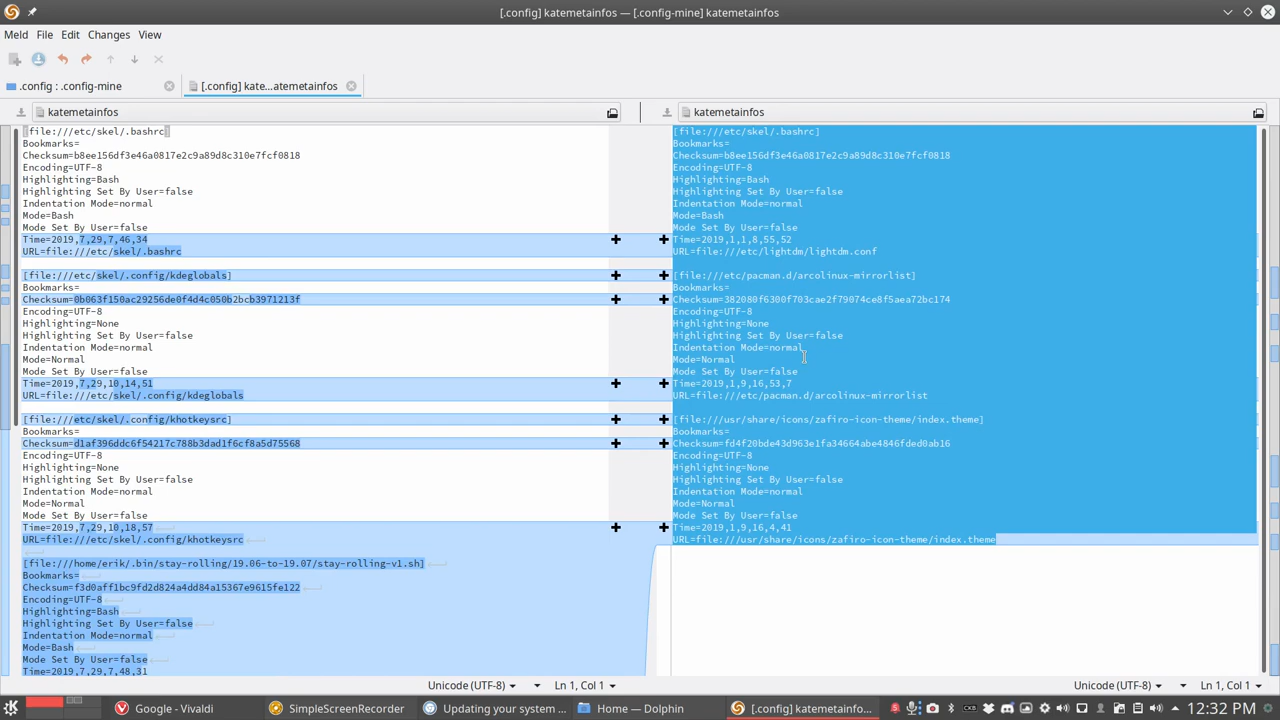 [.config] katemetainfos — [.config-mine] katemetainfos
Meld File Edit Changes View
.config : .config-mine
[.config] kate...atemetainfos
katemetainfos
[file:///etc/skel/.bashrc]
Bookmarks=
Checksum=b8ee156df3e46a0817e2c9a89d8c310e7fcf0818
Encoding=UTF-8
Highlighting=Bash
Highlighting Set By User=false
Indentation Mode=normal
Mode=Bash
Mode Set By User=false
Time=2019,7,29,7,46,34
URL=file:///etc/skel/.bashrc
[file:///etc/skel/.config/kdeglobals]
Bookmarks=
Checksum=0b063f150ac29256de0f4d4c050b2bcb3971213f
Encoding=UTF-8
Highlighting=None
Highlighting Set By User=false
Indentation Mode=normal
Mode=Normal
Mode Set By User=false
Time=2019,7,29,10,14,51
URL=file:///etc/skel/.config/kdeglobals
[file:///etc/skel/.config/khotkeysrc]
Bookmarks=
Checksum=d1af396ddc6f54217c788b3dad1f6cf8a5d75568
Encoding=UTF-8
Highlighting=None
Highlighting Set By User=false
Indentation Mode=normal
Mode=Normal
Mode Set By User=false
Time=2019,7,29,10,18,57
URL=file:///etc/skel/.config/khotkeysrc
[file:///home/erik/.bin/stay-rolling/19.06-to-19.07/stay-rolling-v1.sh]
Bookmarks=
Checksum=f3d0aff1bc9fd2d824a4dd84a15367e9615fe122
Encoding=UTF-8
Highlighting=Bash
Highlighting Set By User=false
Indentation Mode=normal
Mode=Bash
Mode Set By User=false
Time=2019,7,29,7,48,31
Unicode (UTF-8) Ln 1, Col 1
katemetainfos
[file:///etc/skel/.bashrc]
Bookmarks=
Checksum=b8ee156df3e46a0817e2c9a89d8c310e7fcf0818
Encoding=UTF-8
Highlighting=Bash
Highlighting Set By User=false
Indentation Mode=normal
Mode=Bash
Mode Set By User=false
Time=2019,1,1,8,55,52
URL=file:///etc/lightdm/lightdm.conf
[file:///etc/pacman.d/arcolinux-mirrorlist]
Bookmarks=
Checksum=382080f6300f703cae2f79074ce8f5aea72bc174
Encoding=UTF-8
Highlighting=None
Highlighting Set By User=false
Indentation Mode=normal
Mode=Normal
Mode Set By User=false
Time=2019,1,9,16,53,7
URL=file:///etc/pacman.d/arcolinux-mirrorlist
[file:///usr/share/icons/zafiro-icon-theme/index.theme]
Bookmarks=
Checksum=fd4f20bde43d963e1fa34664abe4846fded0ab16
Encoding=UTF-8
Highlighting=None
Highlighting Set By User=false
Indentation Mode=normal
Mode=Normal
Mode Set By User=false
Time=2019,1,9,16,4,41
URL=file:///usr/share/icons/zafiro-icon-theme/index.theme
Unicode (UTF-8) Ln 1, Col 1
Google - Vivaldi
SimpleScreenRecorder
Updating your system ...
Home — Dolphin
[.config] katemetainfo...
12:32 PM